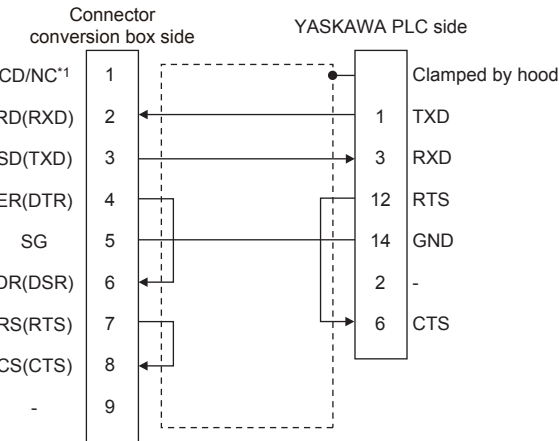 Connector
conversion box side
YASKAWA PLC side
CD/NC*1 1 Clamped by hood
RD(RXD) 2 1 TXD
SD(TXD) 3 3 RXD
ER(DTR) 4 12 RTS
SG 5 14 GND
DR(DSR) 6 2 -
RS(RTS) 7 6 CTS
CS(CTS) 8
- 9